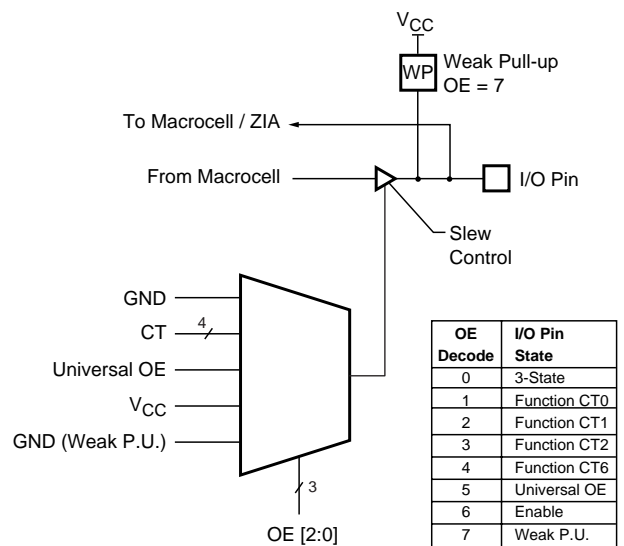 VCC
WP
Weak Pull-up
OE = 7
To Macrocell / ZIA
From Macrocell
I/O Pin
Slew
Control
GND
CT
4
Universal OE
VCC
GND (Weak P.U.)
3
OE [2:0]
OE Decode I/O Pin State
0 3-State
1 Function CT0
2 Function CT1
3 Function CT2
4 Function CT6
5 Universal OE
6 Enable
7 Weak P.U.